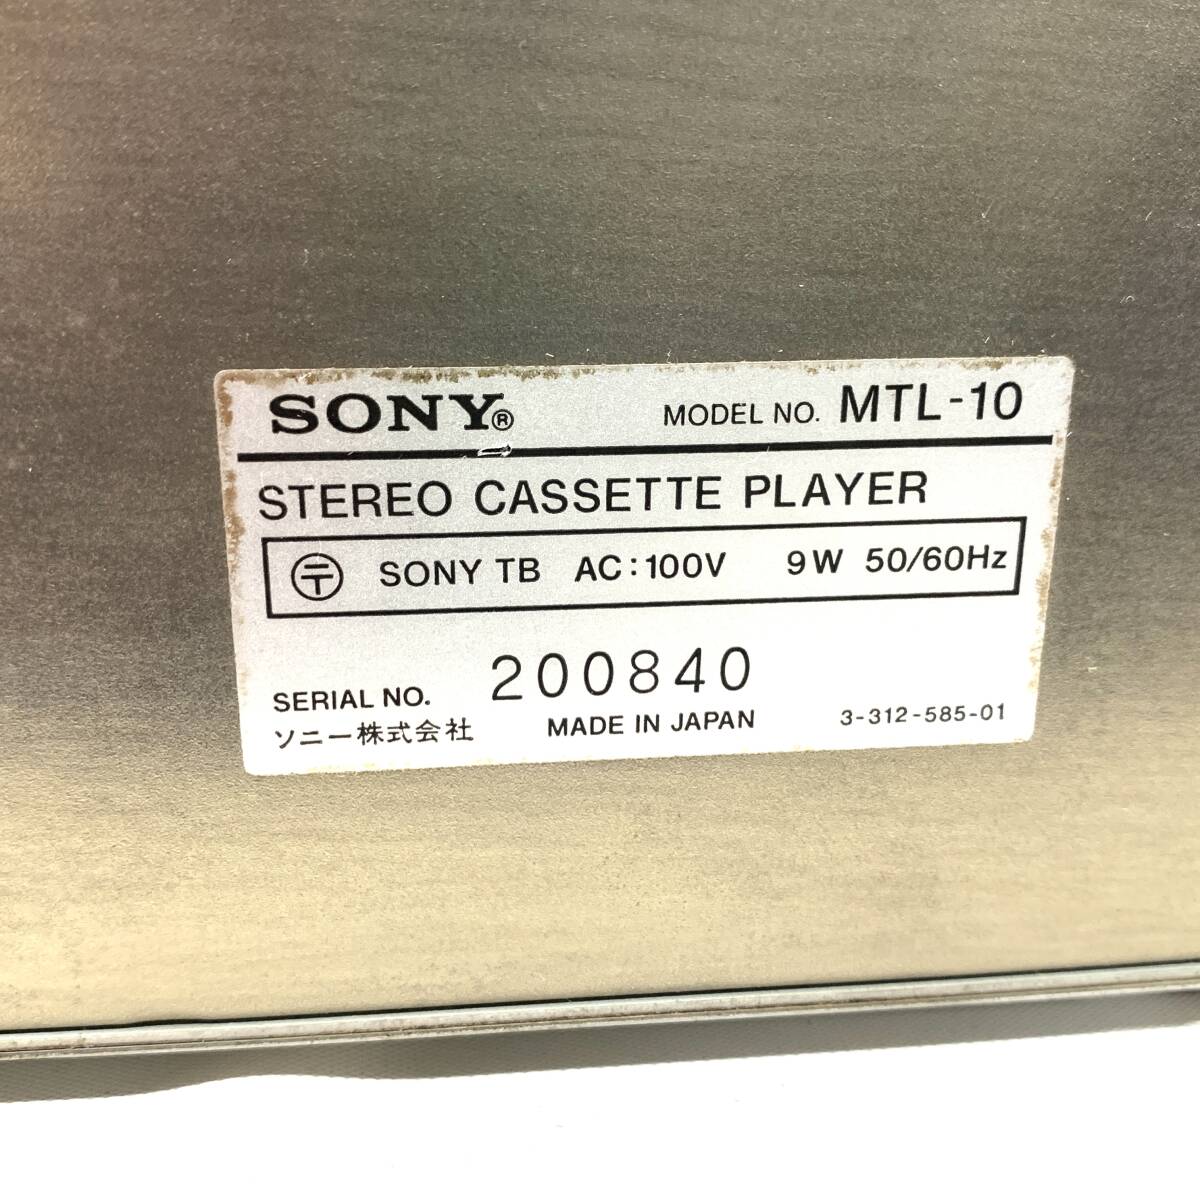 SONY® MODEL NO. MTL-10
STEREO CASSETTE PLAYER
〶 SONY TB AC:100V 9W 50/60Hz
SERIAL NO. 200840
ソニー株式会社 MADE IN JAPAN 3-312-585-01